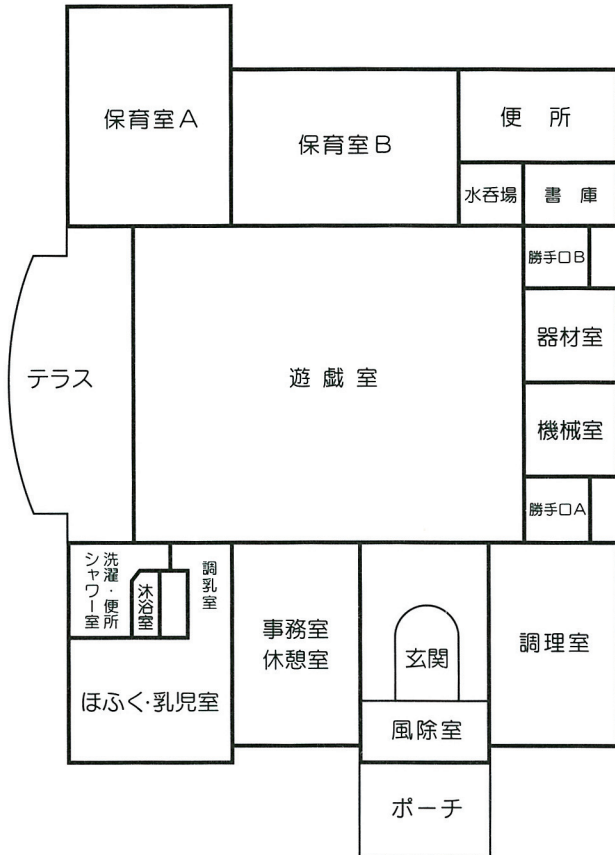 保育室A
保育室B
便 所
水呑場
書 庫
勝手口B
器材室
テラス
遊 戯 室
機械室
勝手口A
洗濯・便所
シャワー室
沐浴室
調乳室
事務室
休憩室
玄関
調理室
ほふく・乳児室
風除室
ポーチ